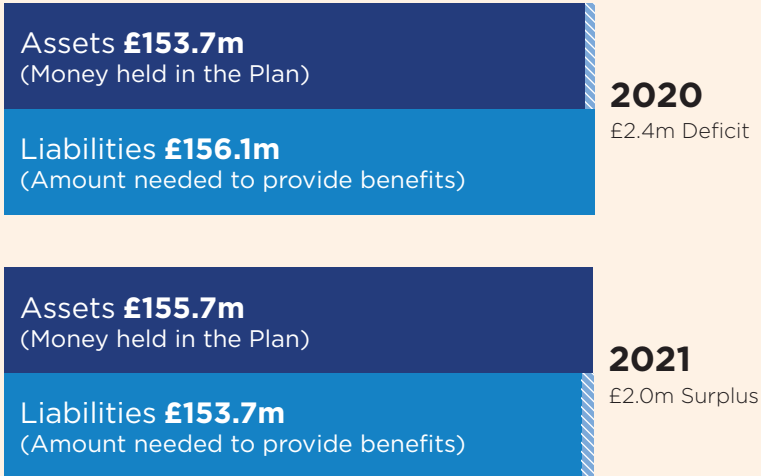 Assets £153.7m
(Money held in the Plan)
2020
£2.4m Deficit
Liabilities £156.1m
(Amount needed to provide benefits)
Assets £155.7m
(Money held in the Plan)
2021
£2.0m Surplus
Liabilities £153.7m
(Amount needed to provide benefits)